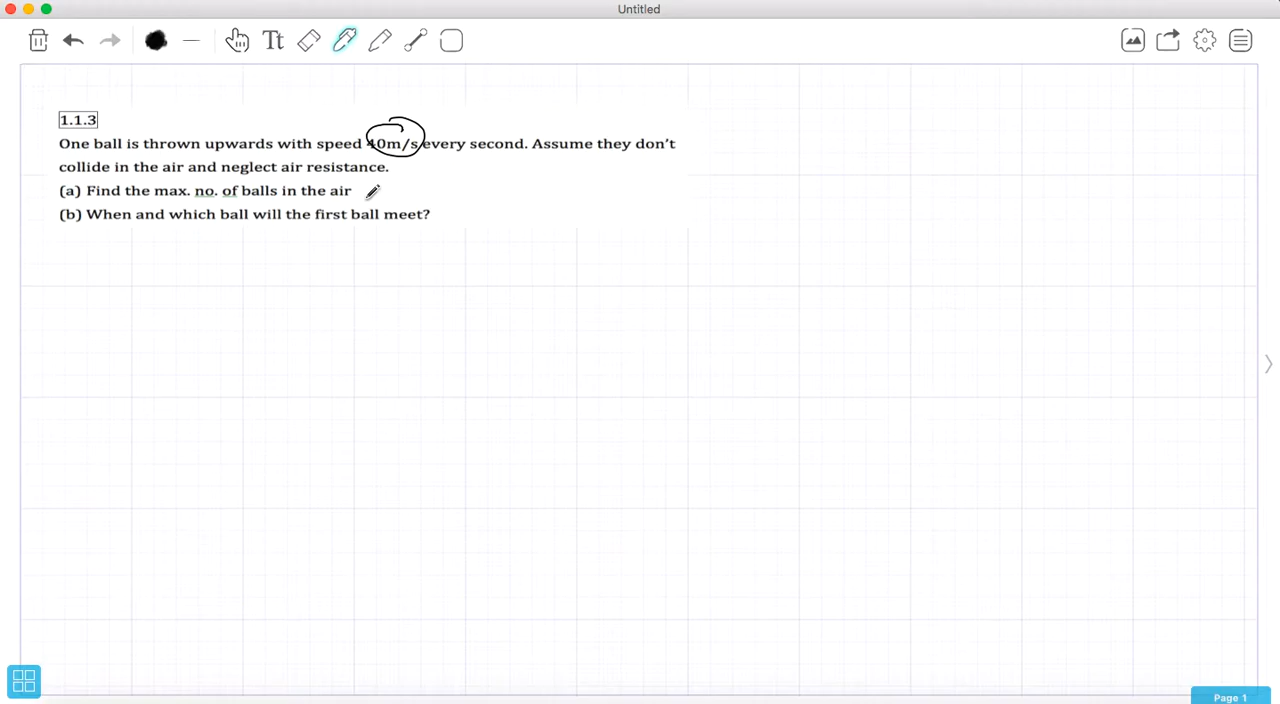 Untitled
Tt
1.1.3
One ball is thrown upwards with speed 40m/s every second. Assume they don't
collide in the air and neglect air resistance.
(a) Find the max. no. of balls in the air
(b) When and which ball will the first ball meet?
Page 1